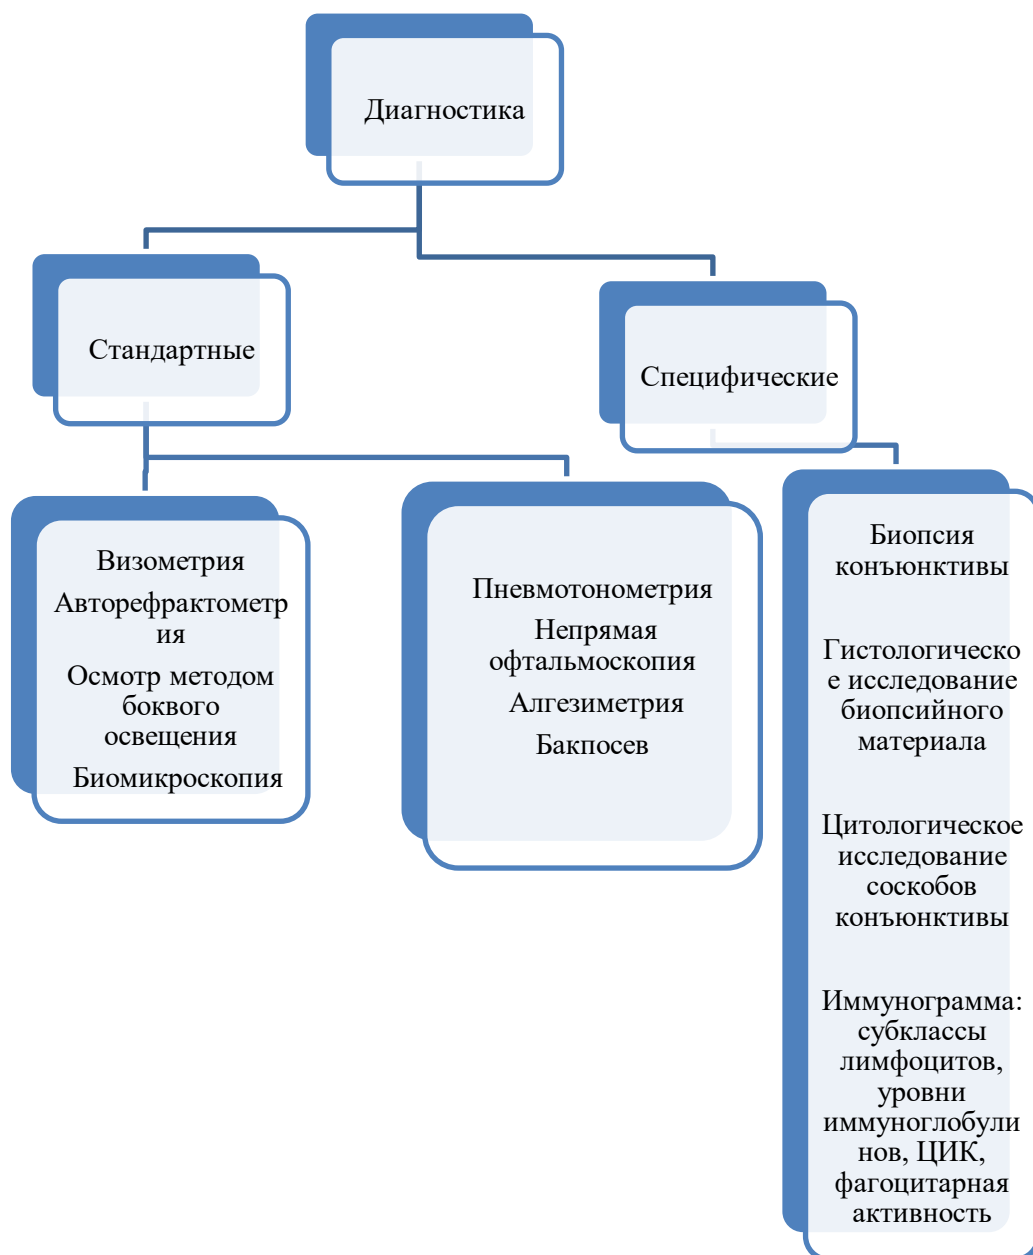 Диагностика
Стандартные
Специфические
Визометрия
Авторефрактометр
ия
Осмотр методом
боквого
освещения
Биомикроскопия
Пневмотонометрия
Непрямая
офтальмоскопия
Алгезиметрия
Бакпосев
Биопсия
конъюнктивы
Гистологическо
е исследование
биопсийного
материала
Цитологическое
исследование
соскобов
конъюнктивы
Иммунограмма:
субклассы
лимфоцитов,
уровни
иммуноглобули
нов, ЦИК,
фагоцитарная
активность